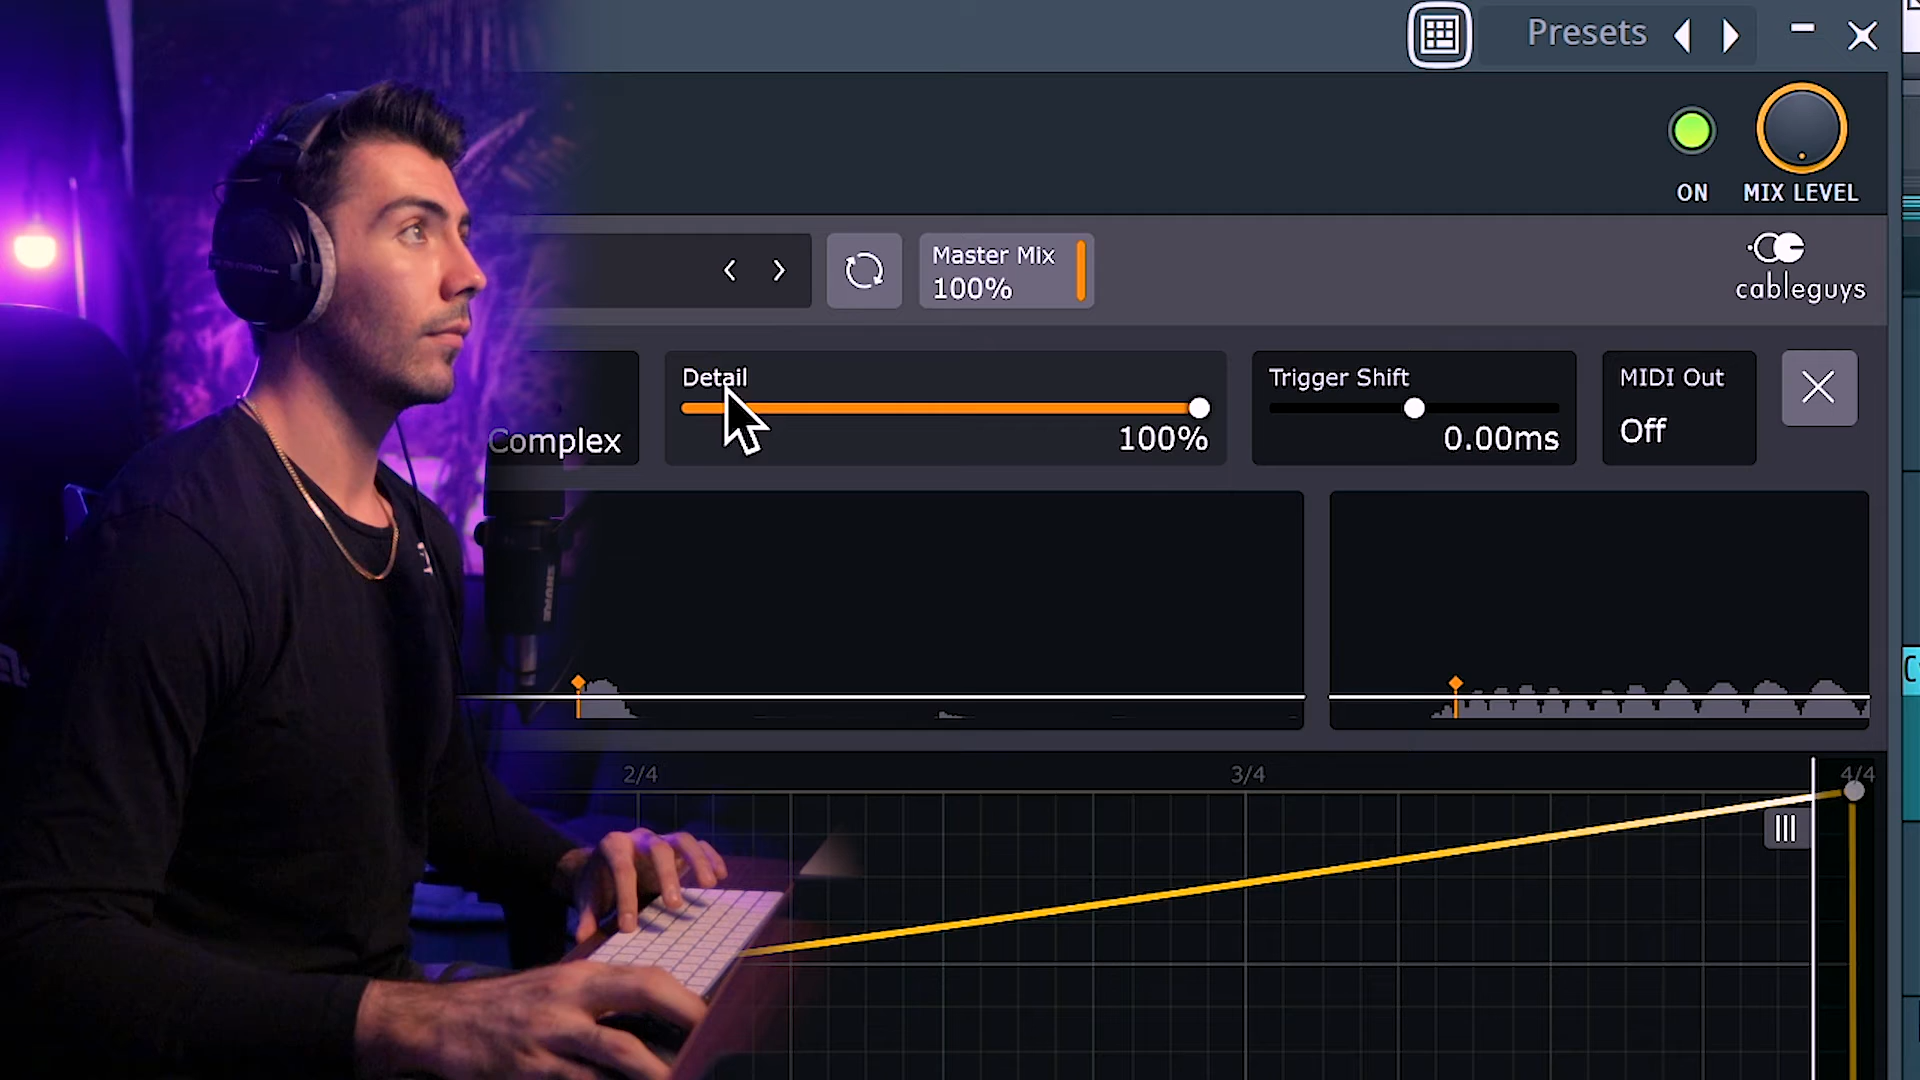 Presets
ON
MIX LEVEL
Master Mix
100%
cableguys
Complex
Detail
100%
Trigger Shift
0.00ms
MIDI Out
Off
SHURE
2/4
3/4
4/4